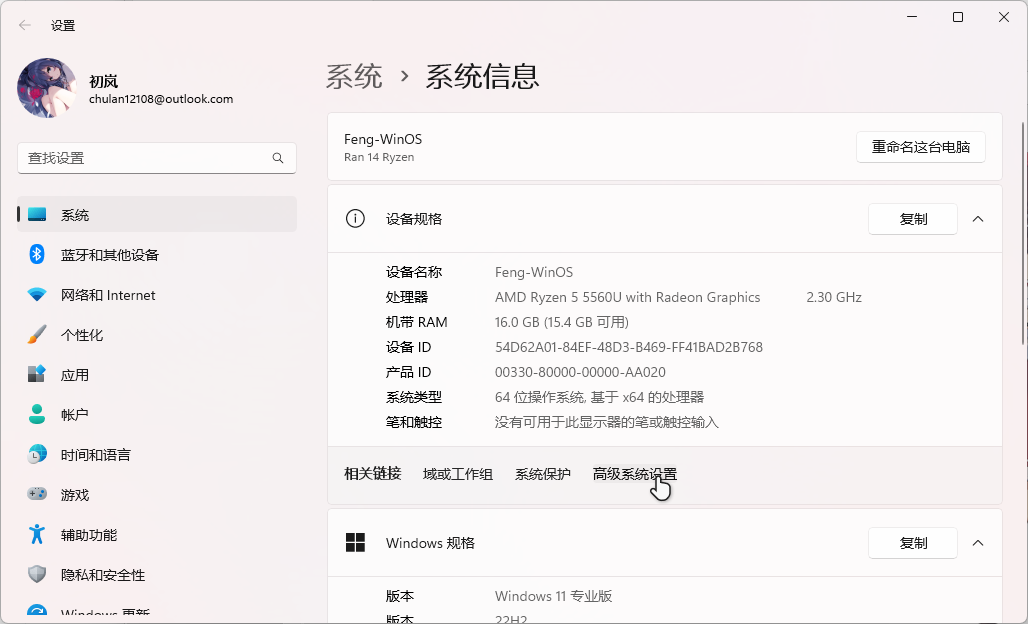 设置
初岚
chulan12108@outlook.com
查找设置
系统
蓝牙和其他设备
网络和 Internet
个性化
应用
帐户
时间和语言
游戏
辅助功能
隐私和安全性
Windows 更新
系统 › 系统信息
Feng-WinOS
Ran 14 Ryzen
重命名这台电脑
设备规格
复制
设备名称 Feng-WinOS
处理器 AMD Ryzen 5 5560U with Radeon Graphics 2.30 GHz
机带 RAM 16.0 GB (15.4 GB 可用)
设备 ID 54D62A01-84EF-48D3-B469-FF41BAD2B768
产品 ID 00330-80000-00000-AA020
系统类型 64 位操作系统, 基于 x64 的处理器
笔和触控 没有可用于此显示器的笔或触控输入
相关链接 域或工作组 系统保护 高级系统设置
Windows 规格
复制
版本 Windows 11 专业版
版本 22H2